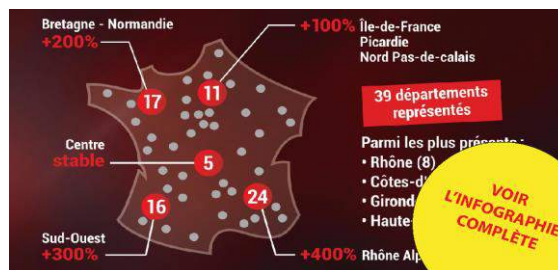 Bretagne - Normandie
+200%
+100% Île-de-France
Picardie
Nord Pas-de-calais
17
11
39 départements
représentés
Centre
stable
5
Parmi les plus présents :
• Rhône (8)
• Côtes-d'
• Girond
• Haute-
16
24
Sud-Ouest
+300%
+400% Rhône Alp
VOIR
L'INFOGRAPHIE
COMPLÈTE